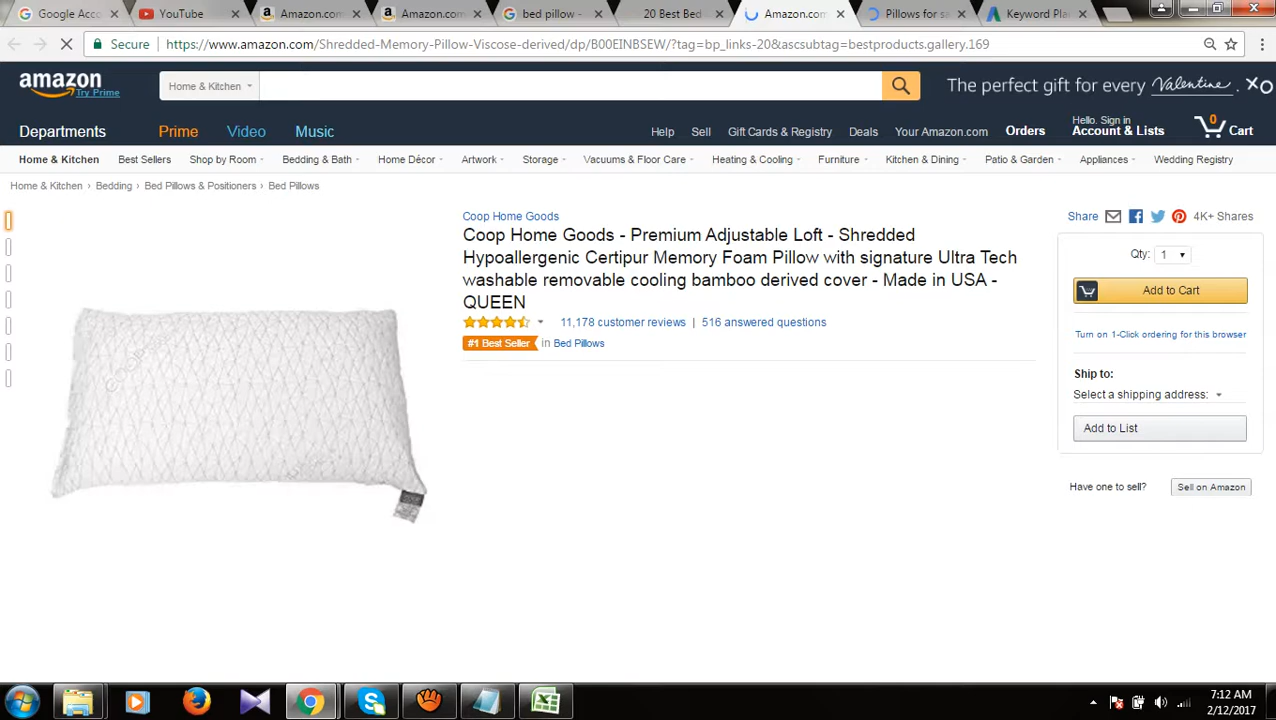 Google Acc
YouTube
Amazon.com
Amazon.com
bed pillow -
20 Best Bed
Amazon.com
Pillows for
Keyword Plan
Secure
https://www.amazon.com/Shredded-Memory-Pillow-Viscose-derived/dp/B00EINBSEW/?tag=bp_links-20&ascsubtag=bestproducts.gallery.169
amazon
Try Prime
Home & Kitchen
The perfect gift for every Valentine.
Departments
Prime
Video
Music
Help
Sell
Gift Cards & Registry
Deals
Your Amazon.com
Orders
Hello. Sign in
Account & Lists
0
Cart
Home & Kitchen
Best Sellers
Shop by Room
Bedding & Bath
Home Décor
Artwork
Storage
Vacuums & Floor Care
Heating & Cooling
Furniture
Kitchen & Dining
Patio & Garden
Appliances
Wedding Registry
Home & Kitchen › Bedding › Bed Pillows & Positioners › Bed Pillows
Coop Home Goods
Coop Home Goods - Premium Adjustable Loft - Shredded
Hypoallergenic Certipur Memory Foam Pillow with signature Ultra Tech
washable removable cooling bamboo derived cover - Made in USA -
QUEEN
11,178 customer reviews | 516 answered questions
#1 Best Seller in Bed Pillows
Share
4K+ Shares
Qty: 1
Add to Cart
Turn on 1-Click ordering for this browser
Ship to:
Select a shipping address:
Add to List
Have one to sell?
Sell on Amazon
7:12 AM
2/12/2017